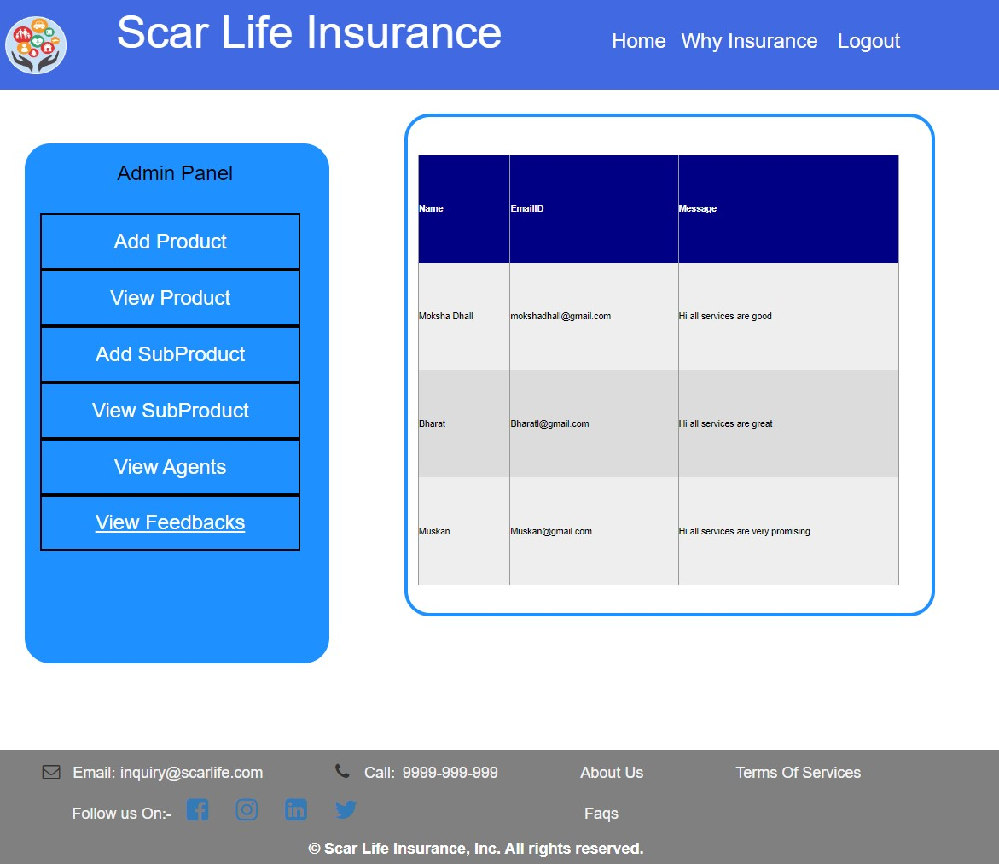 Scar Life Insurance
Home Why Insurance Logout
Admin Panel
Add Product
View Product
Add SubProduct
View SubProduct
View Agents
View Feedbacks
Name EmailID Message
Moksha Dhall mokshadhall@gmail.com Hi all services are good
Bharat Bharatl@gmail.com Hi all services are great
Muskan Muskan@gmail.com Hi all services are very promising
Email: inquiry@scarlife.com Call: 9999-999-999 About Us Terms Of Services
Follow us On:- Faqs
© Scar Life Insurance, Inc. All rights reserved.